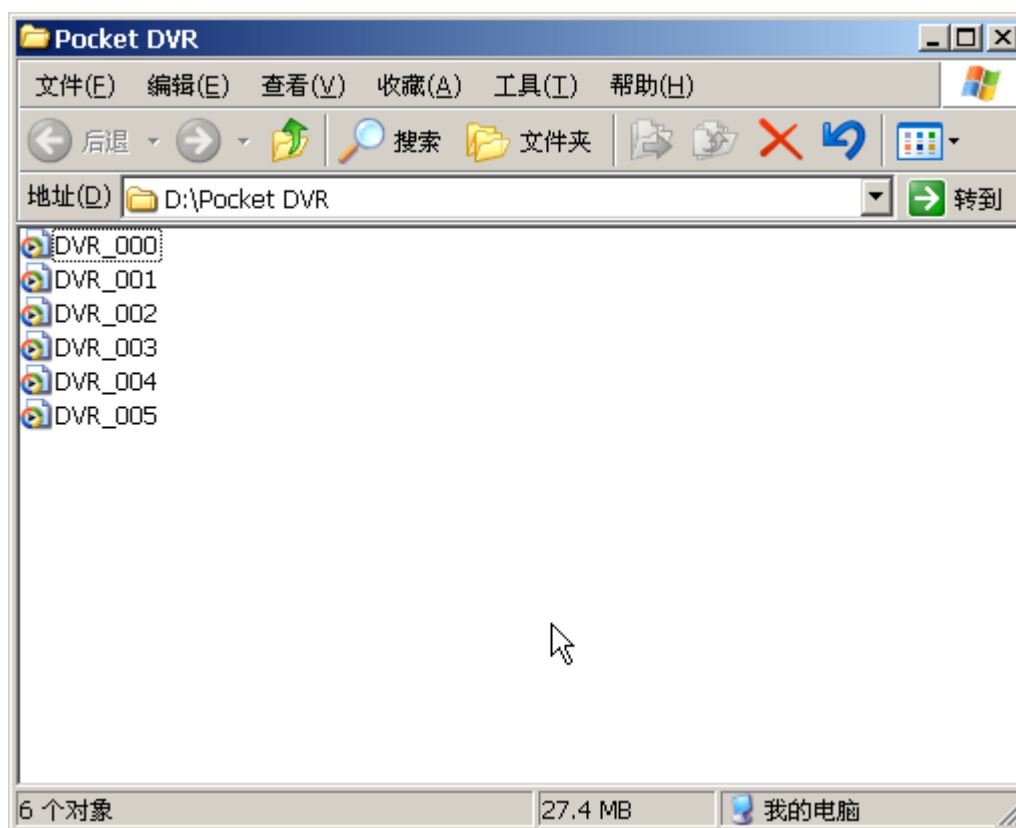 Pocket DVR
文件(F) 编辑(E) 查看(V) 收藏(A) 工具(T) 帮助(H)
后退 搜索 文件夹
地址(D) D:\Pocket DVR 转到
DVR_000
DVR_001
DVR_002
DVR_003
DVR_004
DVR_005
6 个对象 27.4 MB 我的电脑